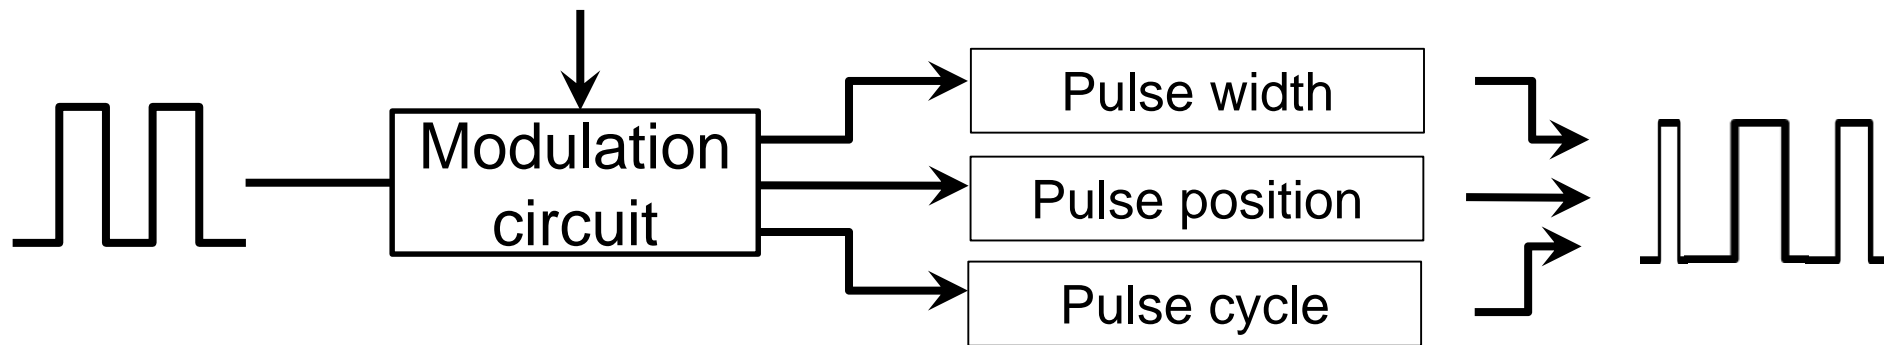 Modulation
circuit
Pulse width
Pulse position
Pulse cycle